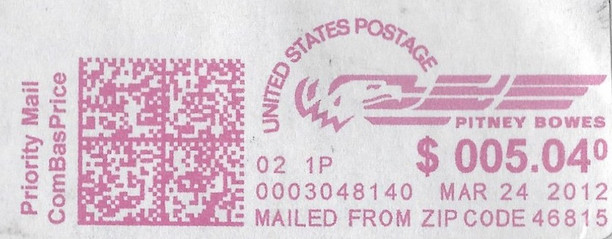 Priority Mail
ComBasPrice
UNITED STATES POSTAGE
PITNEY BOWES
02 1P
$ 005.04⁰
0003048140 MAR 24 2012
MAILED FROM ZIP CODE 46815